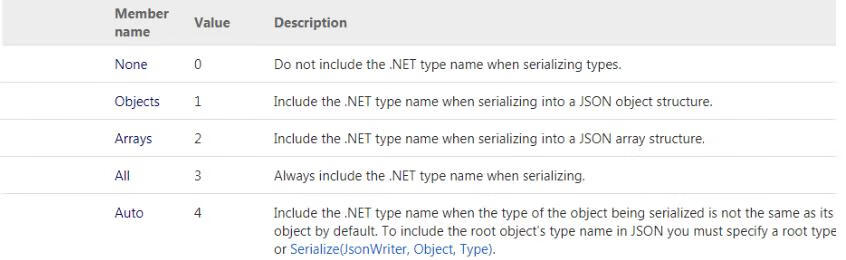 Member name Value Description
None 0 Do not include the .NET type name when serializing types.
Objects 1 Include the .NET type name when serializing into a JSON object structure.
Arrays 2 Include the .NET type name when serializing into a JSON array structure.
All 3 Always include the .NET type name when serializing.
Auto 4 Include the .NET type name when the type of the object being serialized is not the same as its
object by default. To include the root object's type name in JSON you must specify a root type
or Serialize(JsonWriter, Object, Type).